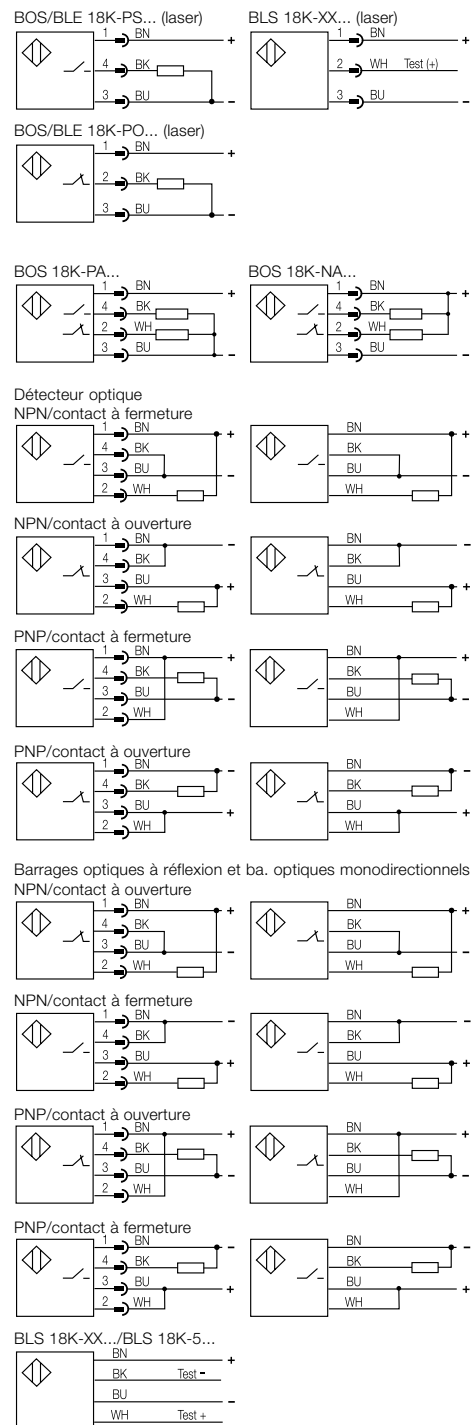 BOS/BLE 18K-PS... (laser)
1 BN +
4 BK
3 BU -
BLS 18K-XX... (laser)
1 BN +
2 WH Test (+)
3 BU -
BOS/BLE 18K-PO... (laser)
1 BN +
2 BK
3 BU -
BOS 18K-PA...
1 BN +
4 BK
2 WH
3 BU -
BOS 18K-NA...
1 BN +
4 BK
2 WH
3 BU -
Détecteur optique
NPN/contact à fermeture
1 BN +
4 BK
3 BU -
2 WH
BN +
BK
BU -
WH
NPN/contact à ouverture
1 BN -
4 BK
3 BU +
2 WH
BN -
BK
BU +
WH
PNP/contact à fermeture
1 BN +
4 BK
3 BU -
2 WH
BN +
BK
BU -
WH
PNP/contact à ouverture
1 BN -
4 BK
3 BU +
2 WH
BN -
BK
BU +
WH
Barrages optiques à réflexion et ba. optiques monodirectionnels
NPN/contact à ouverture
1 BN +
4 BK
3 BU -
2 WH
BN +
BK
BU -
WH
NPN/contact à fermeture
1 BN -
4 BK
3 BU +
2 WH
BN -
BK
BU +
WH
PNP/contact à ouverture
1 BN +
4 BK
3 BU -
2 WH
BN +
BK
BU -
WH
PNP/contact à fermeture
1 BN -
4 BK
3 BU +
2 WH
BN -
BK
BU +
WH
BLS 18K-XX.../BLS 18K-5...
BN +
BK Test -
BU -
WH Test +